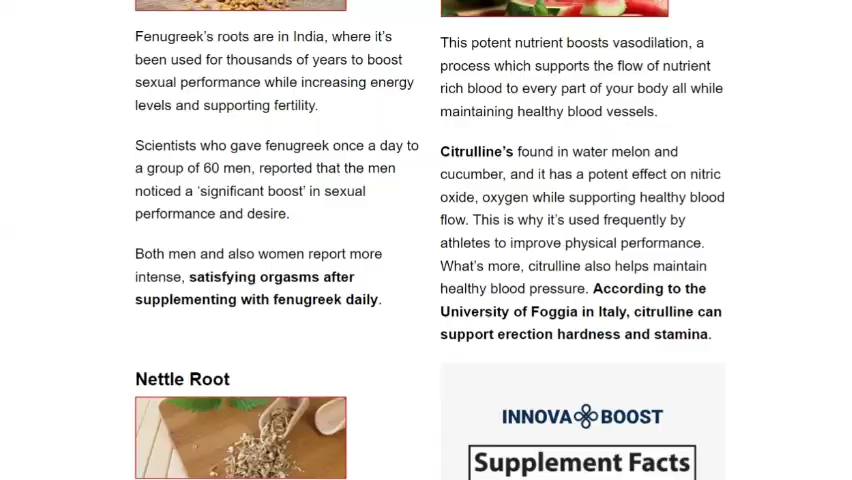 Fenugreek’s roots are in India, where it’s
been used for thousands of years to boost
sexual performance while increasing energy
levels and supporting fertility.
Scientists who gave fenugreek once a day to
a group of 60 men, reported that the men
noticed a ‘significant boost’ in sexual
performance and desire.
Both men and also women report more
intense, satisfying orgasms after
supplementing with fenugreek daily.
Nettle Root
This potent nutrient boosts vasodilation, a
process which supports the flow of nutrient
rich blood to every part of your body all while
maintaining healthy blood vessels.
Citrulline’s found in water melon and
cucumber, and it has a potent effect on nitric
oxide, oxygen while supporting healthy blood
flow. This is why it’s used frequently by
athletes to improve physical performance.
What’s more, citrulline also helps maintain
healthy blood pressure. According to the
University of Foggia in Italy, citrulline can
support erection hardness and stamina.
INNOVA BOOST
Supplement Facts